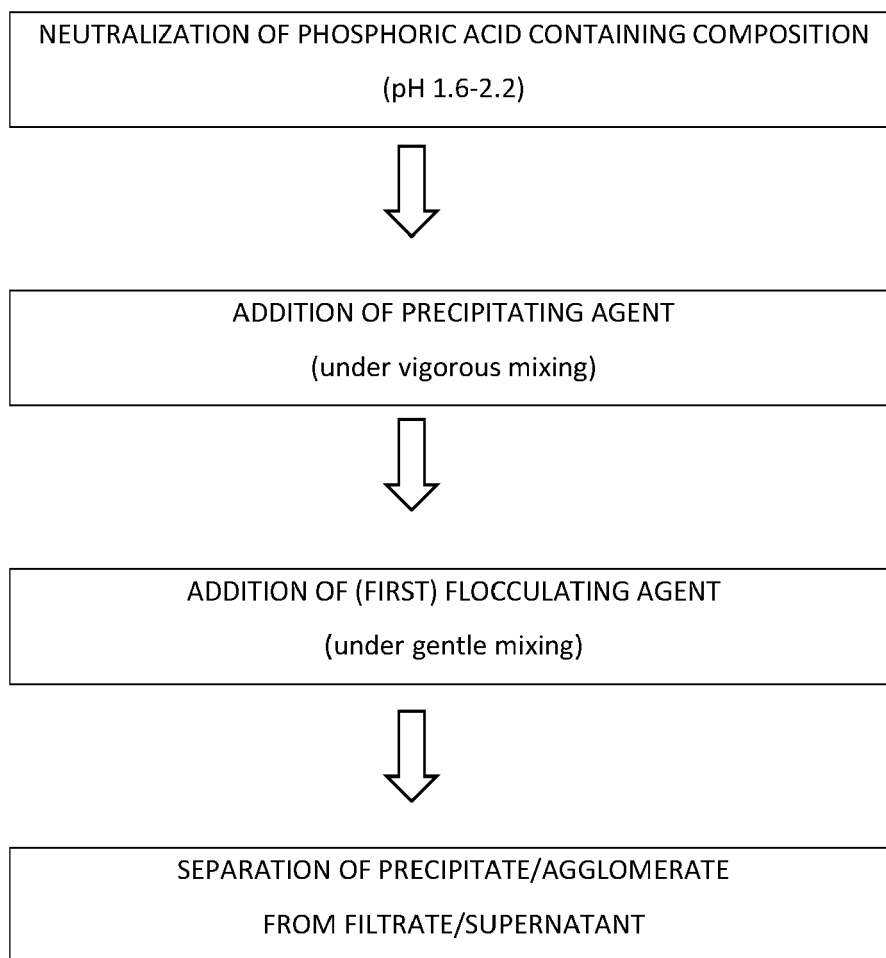 NEUTRALIZATION OF PHOSPHORIC ACID CONTAINING COMPOSITION
(pH 1.6-2.2)
ADDITION OF PRECIPITATING AGENT
(under vigorous mixing)
ADDITION OF (FIRST) FLOCCULATING AGENT
(under gentle mixing)
SEPARATION OF PRECIPITATE/AGGLOMERATE
FROM FILTRATE/SUPERNATANT